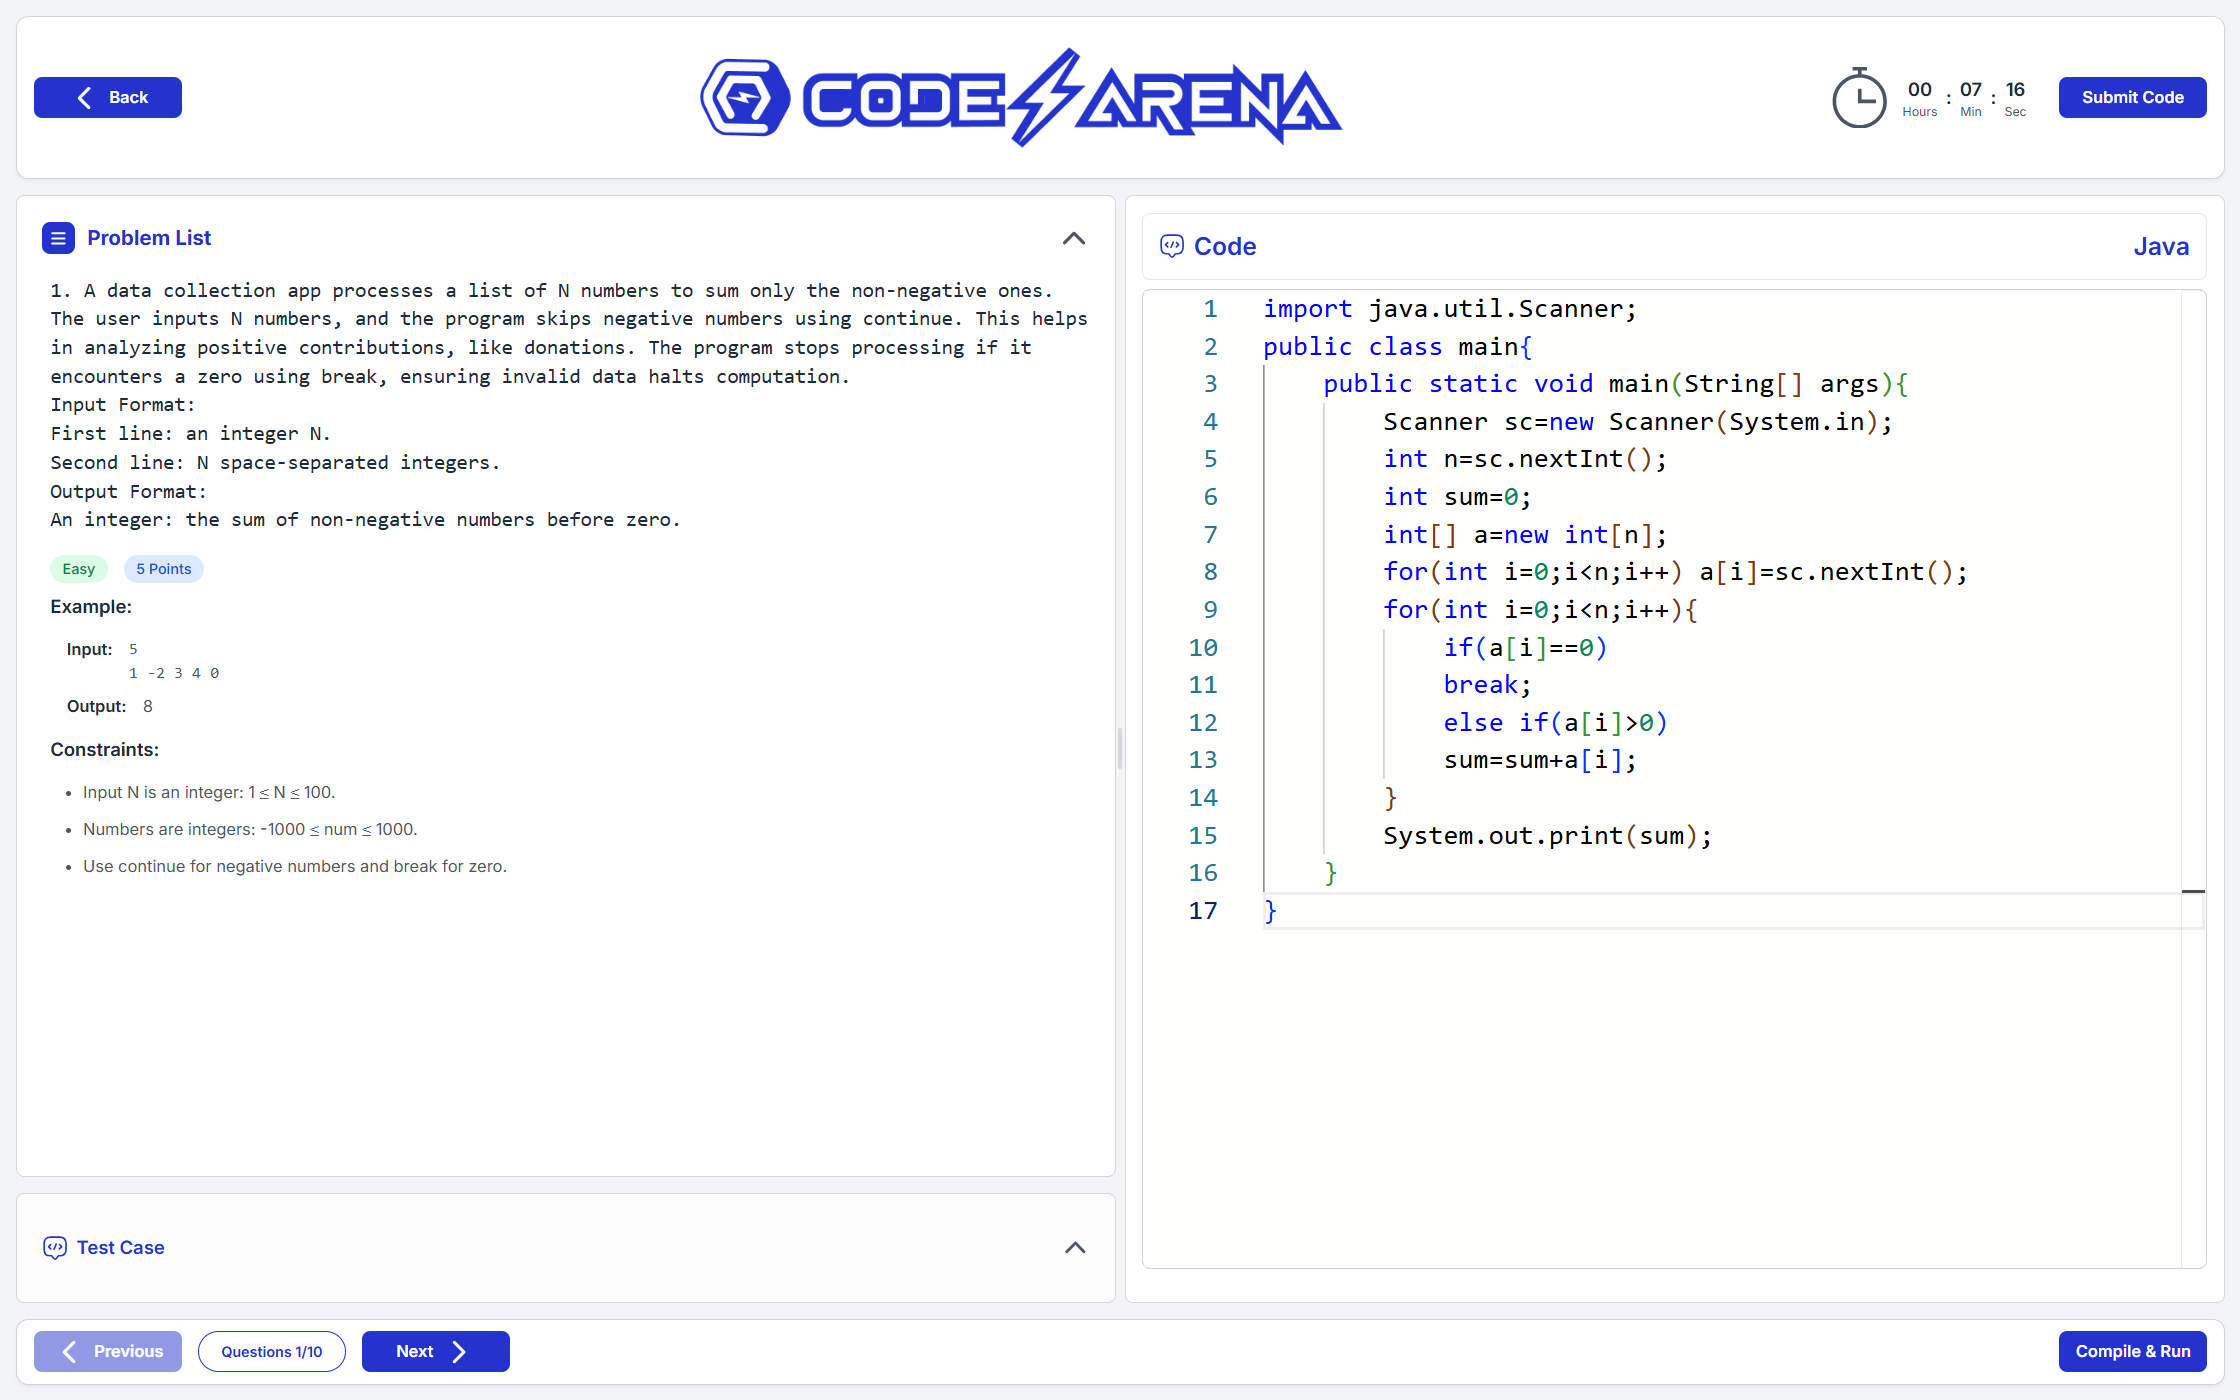 Back
CODE ARENA
00 : 07 : 16
Hours Min Sec
Submit Code
Problem List
1. A data collection app processes a list of N numbers to sum only the non-negative ones.
The user inputs N numbers, and the program skips negative numbers using continue. This helps
in analyzing positive contributions, like donations. The program stops processing if it
encounters a zero using break, ensuring invalid data halts computation.
Input Format:
First line: an integer N.
Second line: N space-separated integers.
Output Format:
An integer: the sum of non-negative numbers before zero.
Easy 5 Points
Example:
Input: 5
1 -2 3 4 0
Output: 8
Constraints:
• Input N is an integer: 1 ≤ N ≤ 100.
• Numbers are integers: -1000 ≤ num ≤ 1000.
• Use continue for negative numbers and break for zero.
Test Case
Code
Java
1 import java.util.Scanner;
2 public class main{
3     public static void main(String[] args){
4         Scanner sc=new Scanner(System.in);
5         int n=sc.nextInt();
6         int sum=0;
7         int[] a=new int[n];
8         for(int i=0;i<n;i++) a[i]=sc.nextInt();
9         for(int i=0;i<n;i++){
10             if(a[i]==0)
11             break;
12             else if(a[i]>0)
13             sum=sum+a[i];
14         }
15         System.out.print(sum);
16     }
17 }
Previous
Questions 1/10
Next
Compile & Run